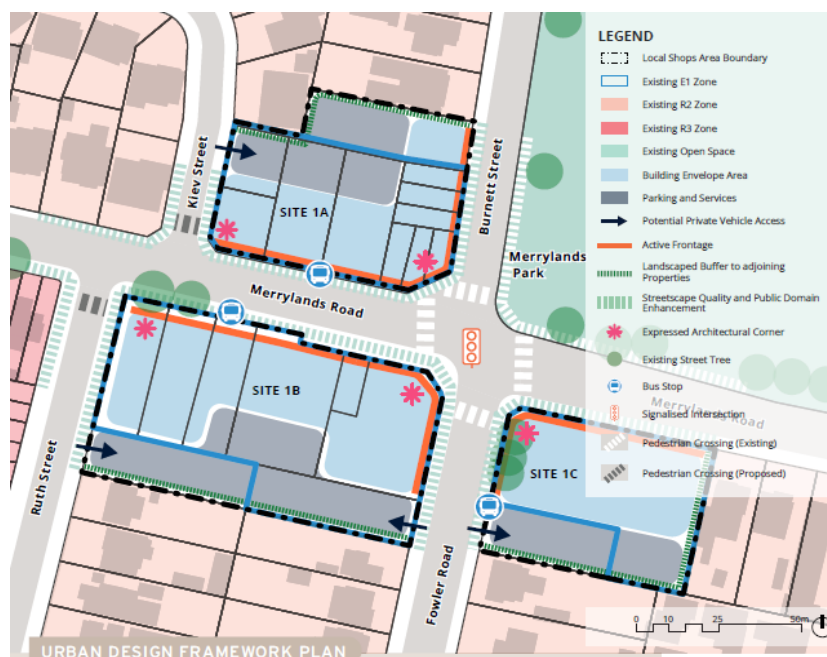 LEGEND
Local Shops Area Boundary
Existing E1 Zone
Existing R2 Zone
Existing R3 Zone
Existing Open Space
Building Envelope Area
Parking and Services
Potential Private Vehicle Access
Active Frontage
Landscaped Buffer to adjoining
Properties
Streetscape Quality and Public Domain
Enhancement
Expressed Architectural Corner
Existing Street Tree
Bus Stop
Signalised Intersection
Pedestrian Crossing (Existing)
Pedestrian Crossing (Proposed)
Kiev Street
SITE 1A
Burnett Street
Merrylands
Park
Merrylands Road
Merrylands Road
SITE 1B
SITE 1C
Ruth Street
Fowler Road
0 10 25 50m
URBAN DESIGN FRAMEWORK PLAN